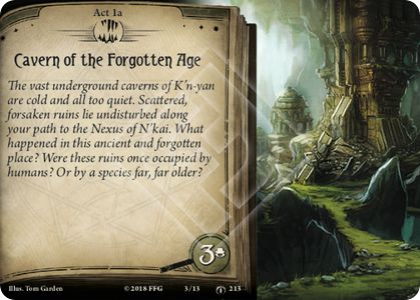 Act 1a
Cavern of the Forgotten Age
The vast underground caverns of K'n-yan
are cold and all too quiet. Scattered,
forsaken ruins lie undisturbed along
your path to the Nexus of N'kai. What
happened in this ancient and forgotten
place? Were these ruins once occupied by
humans? Or by a species far, far older?
3
Illus. Tom Garden
©2018 FFG
3/13
213